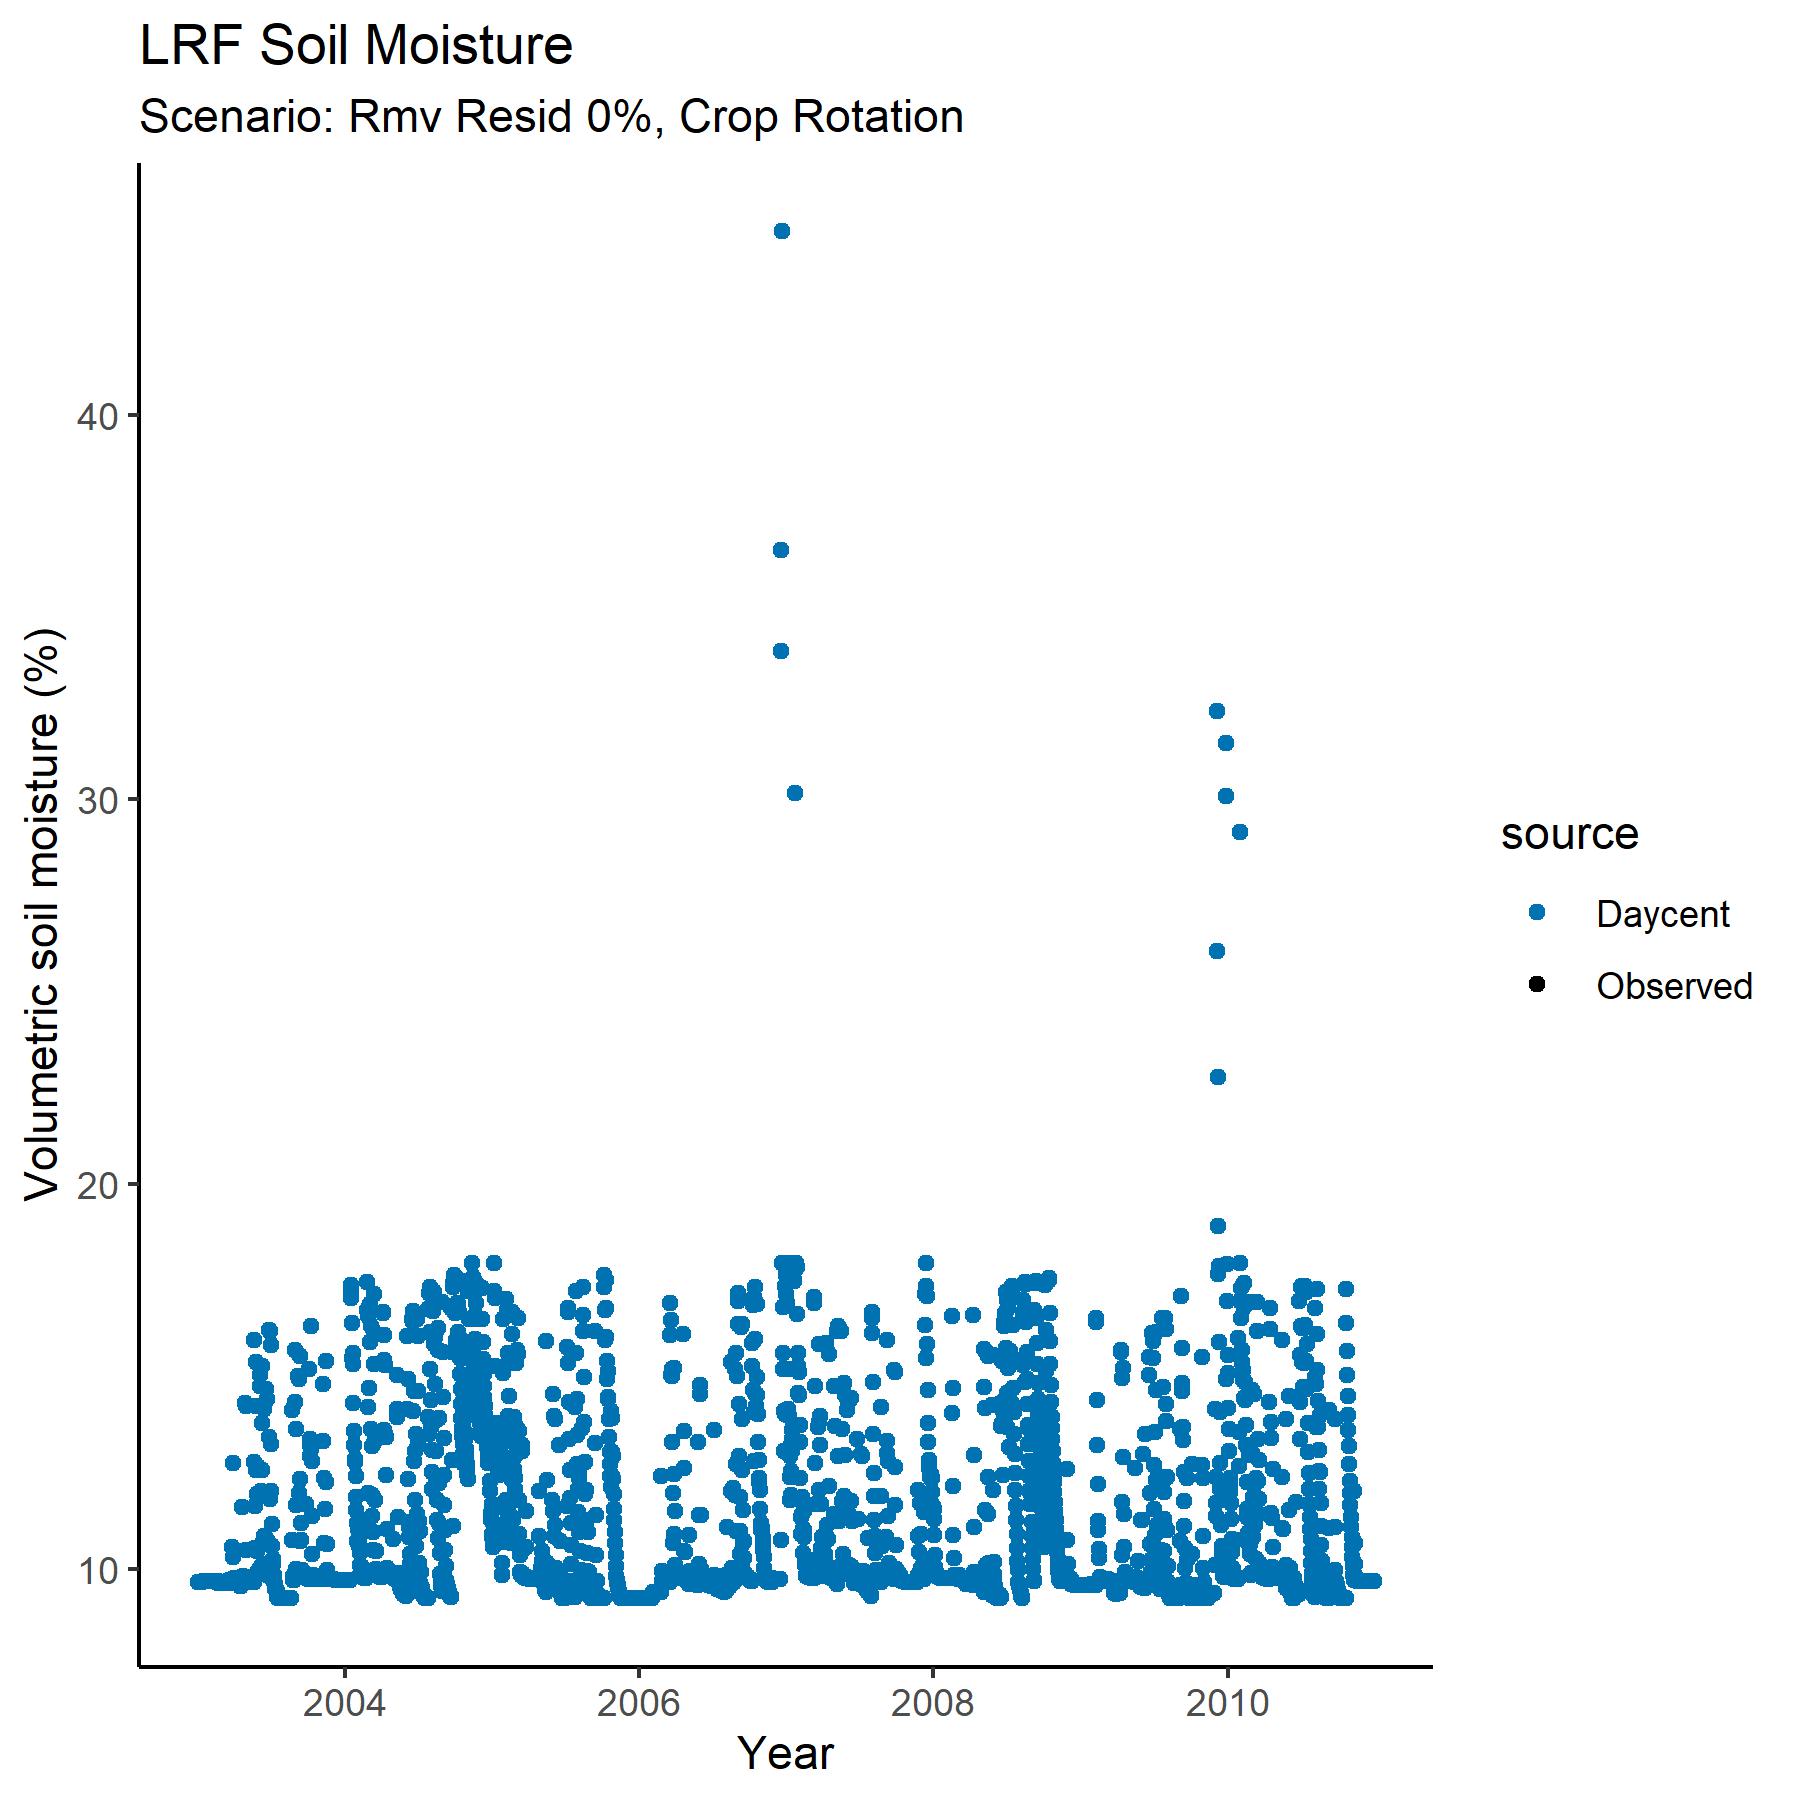 LRF Soil Moisture
Scenario: Rmv Resid 0%, Crop Rotation
Volumetric soil moisture (%)
40
30
20
10
2004 2006 2008 2010
Year
source
Daycent
Observed